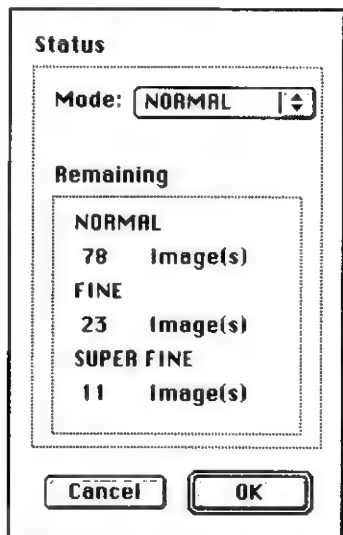 Status
Mode: NORMAL
Remaining
NORMAL
78 Image(s)
FINE
23 Image(s)
SUPER FINE
11 Image(s)
Cancel OK